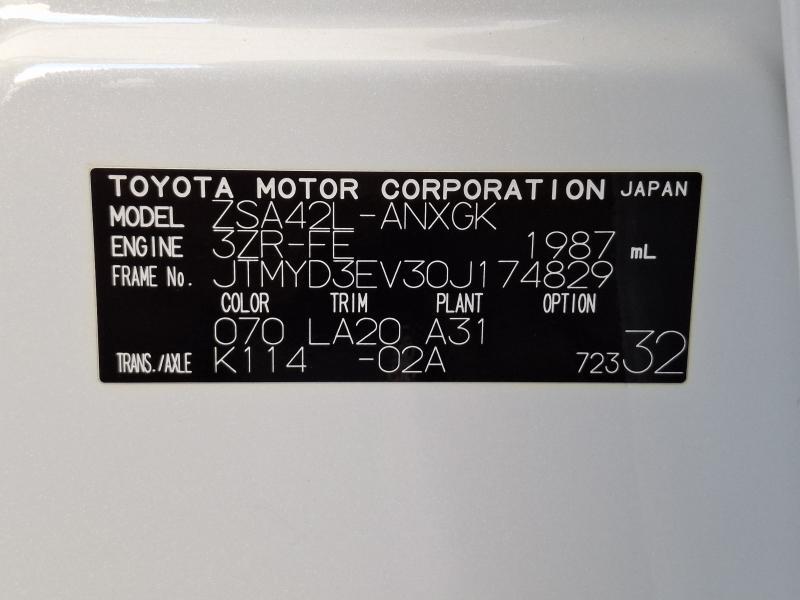 TOYOTA MOTOR CORPORATION JAPAN
MODEL ZSA42L-ANXGK
ENGINE 3ZR-FE 1987 mL
FRAME No. JTMYD3EV30J174829
COLOR TRIM PLANT OPTION
070 LA20 A31
TRANS./AXLE K114 -02A 723 32